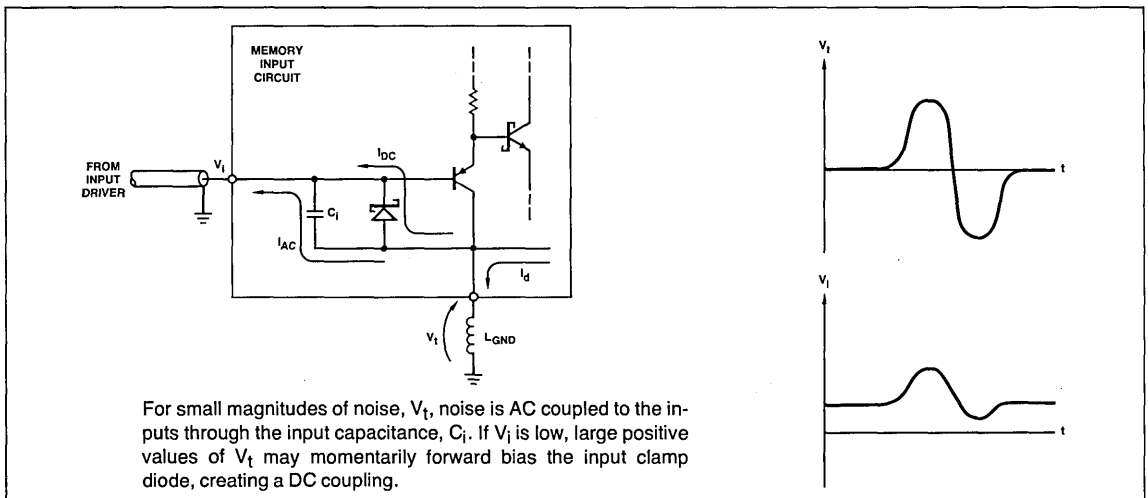 MEMORY
INPUT
CIRCUIT
FROM
INPUT
DRIVER
Vi
IDC
Ci
IAC
Id
Vt
LGND
Vt
t
Vi
t
For small magnitudes of noise, Vt, noise is AC coupled to the in-
puts through the input capacitance, Ci. If Vi is low, large positive
values of Vt may momentarily forward bias the input clamp
diode, creating a DC coupling.